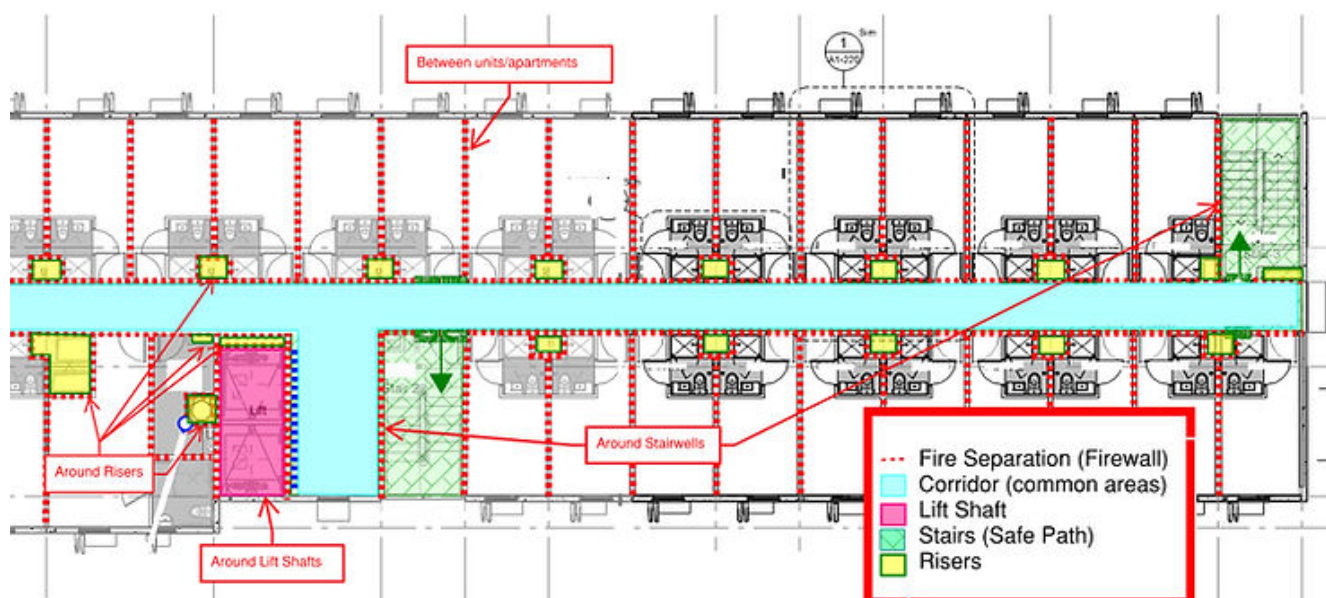 Sim
1
A1-220
Between units/apartments
Lift
Around Risers
Around Stairwells
Around Lift Shafts
Fire Separation (Firewall)
Corridor (common areas)
Lift Shaft
Stairs (Safe Path)
Risers